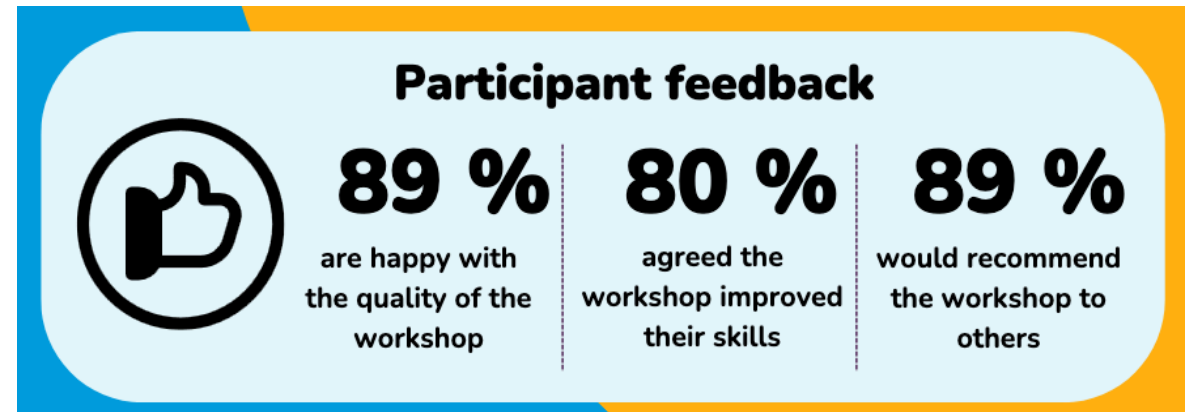 Participant feedback
89 %
are happy with
the quality of the
workshop
80 %
agreed the
workshop improved
their skills
89 %
would recommend
the workshop to
others